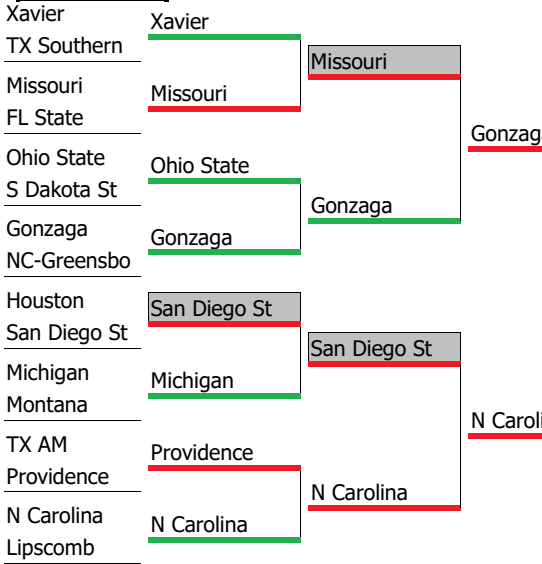 Xavier
TX Southern
Missouri
FL State
Ohio State
S Dakota St
Gonzaga
NC-Greensbo
Houston
San Diego St
Michigan
Montana
TX AM
Providence
N Carolina
Lipscomb
Xavier
Missouri
Ohio State
Gonzaga
San Diego St
Michigan
Providence
N Carolina
Missouri
Gonzaga
San Diego St
N Carolina
Gonzag
N Caroli